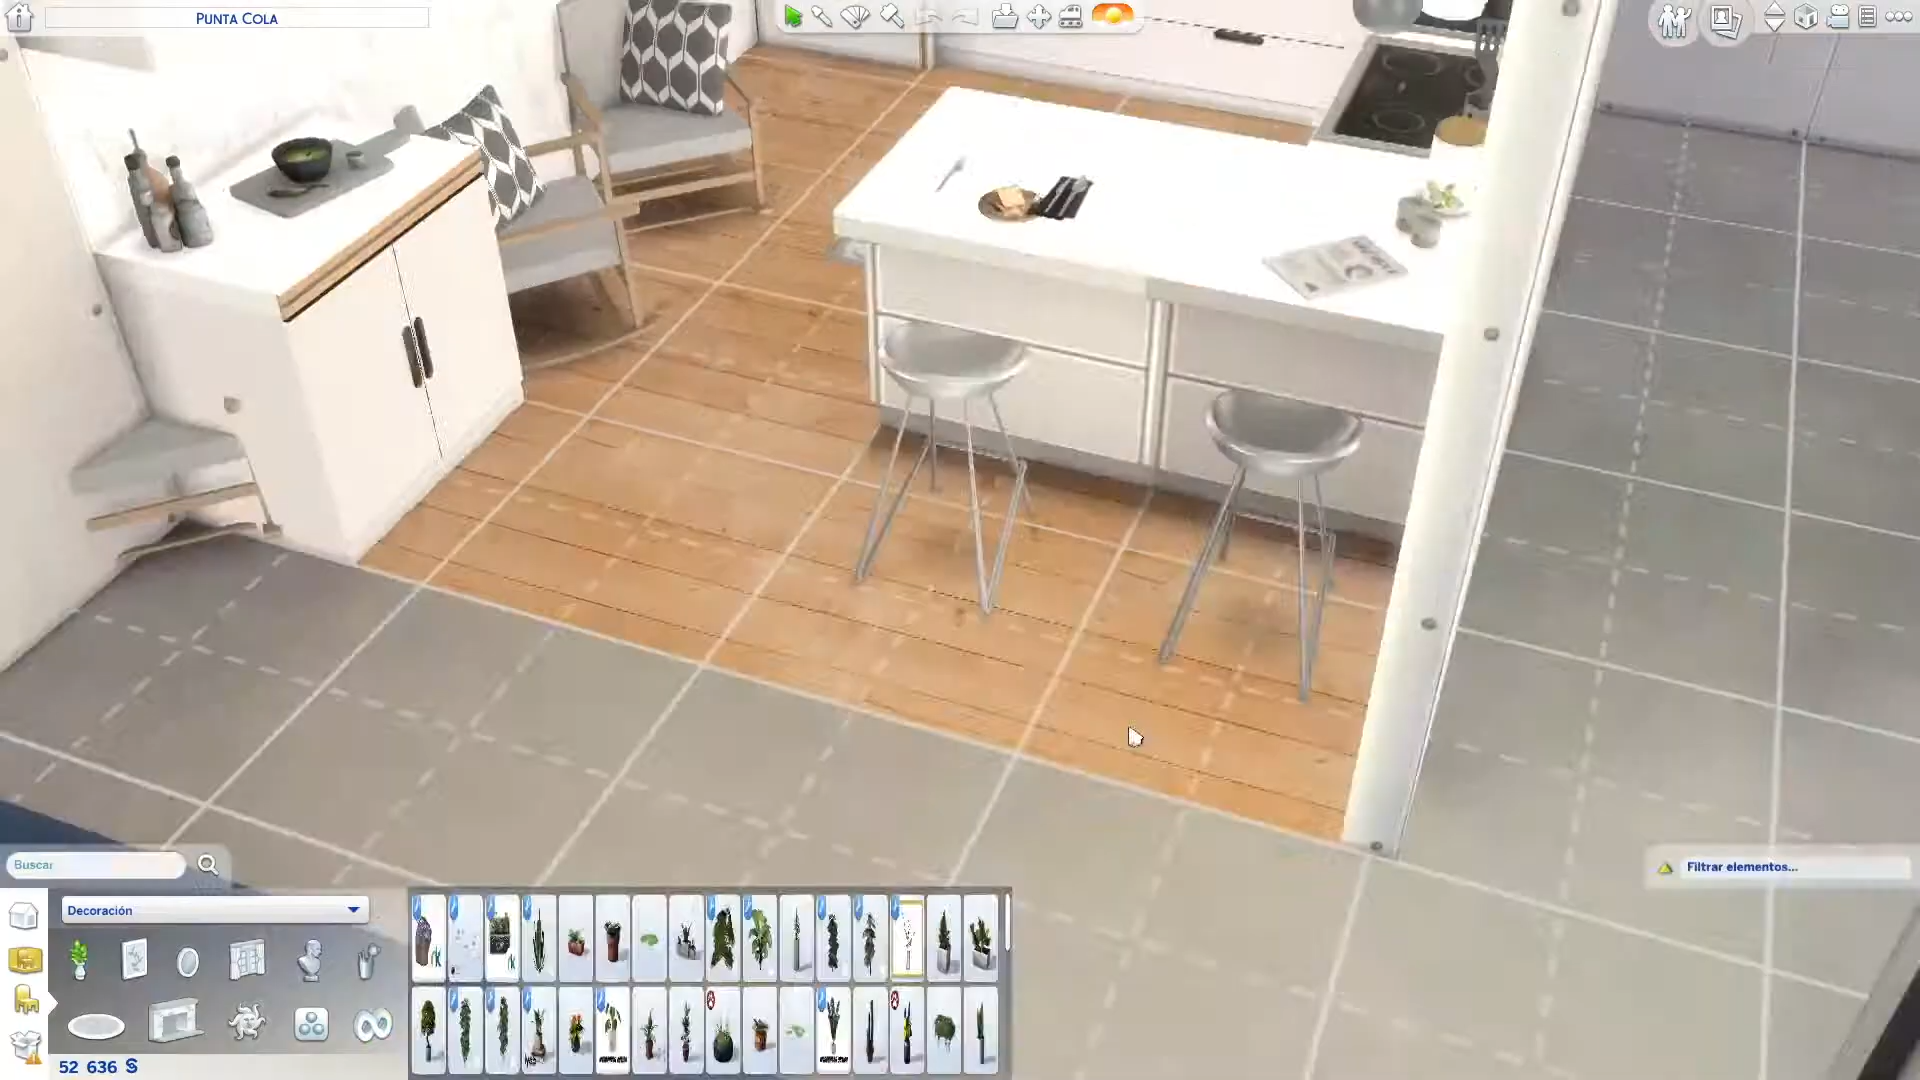 PUNTA COLA
Buscar
Filtrar elementos...
Decoración
52 636 S